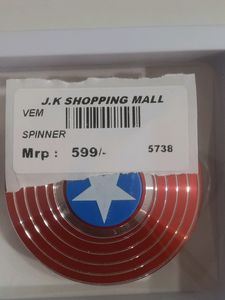 J.K SHOPPING MALL
VEM
SPINNER
Mrp : 599/- 5738